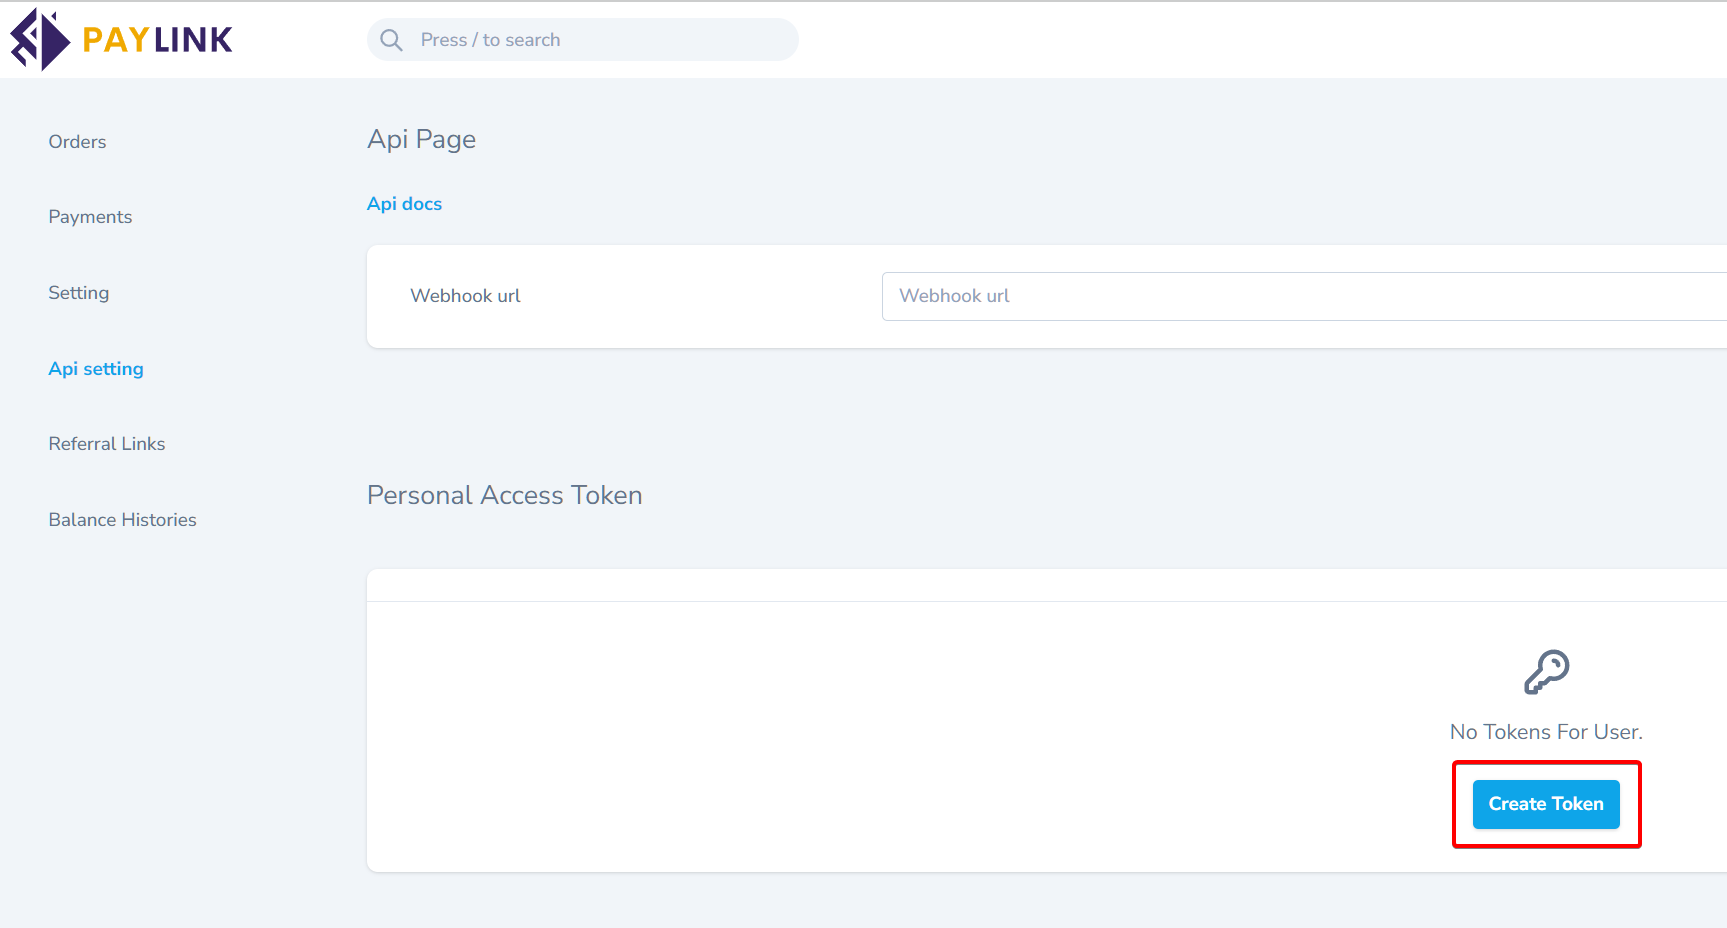 PAYLINK
Press / to search
Orders
Payments
Setting
Api setting
Referral Links
Balance Histories
Api Page
Api docs
Webhook url
Webhook url
Personal Access Token
No Tokens For User.
Create Token